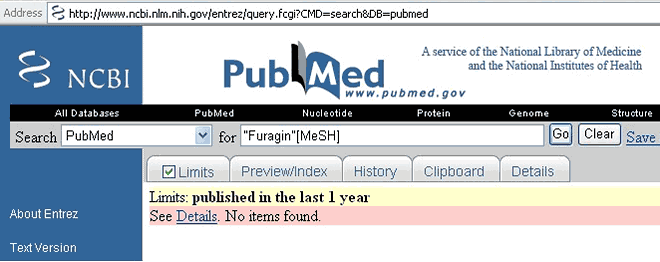 Address http://www.ncbi.nlm.nih.gov/entrez/query.fcgi?CMD=search&DB=pubmed
NCBI
PubMed
www.pubmed.gov
A service of the National Library of Medicine
and the National Institutes of Health
All Databases PubMed Nucleotide Protein Genome Structure
Search PubMed for "Furagin"[MeSH] Go Clear Save
Limits Preview/Index History Clipboard Details
Limits: published in the last 1 year
See Details. No items found.
About Entrez
Text Version